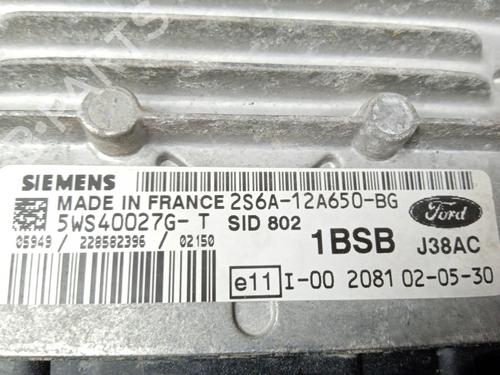 SIEMENS
MADE IN FRANCE 2S6A-12A650-BG
5WS40027G-T SID 802
05949 / 228582396 / 02150
1BSB J38AC
Ford
e11 I-00 2081 02-05-30